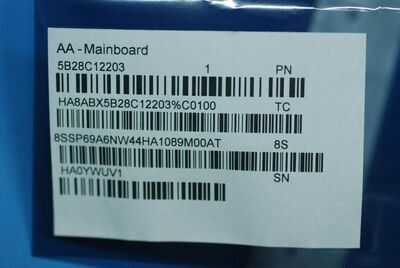 AA - Mainboard
5B28C12203 1 PN
HA8ABX5B28C12203%C0100 TC
8SSP69A6NW44HA1089M00AT 8S
HA0YWUV1 SN